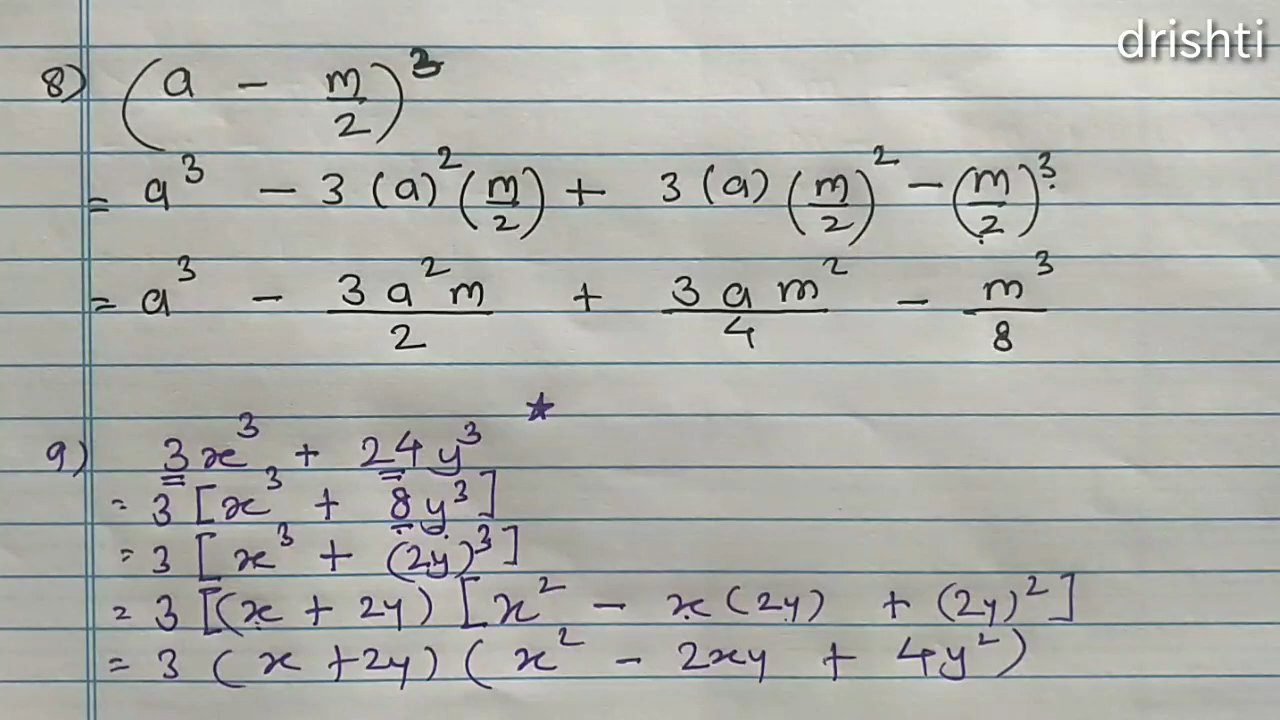 drishti
8) (a - m/2)³
= a³ - 3(a)²(m/2) + 3(a)(m/2)² - (m/2)³
= a³ - 3a²m/2 + 3am²/4 - m³/8
★
9) 3x³ + 24y³
= 3[x³ + 8y³]
= 3[x³ + (2y)³]
= 3[(x + 2y)[x² - x(2y) + (2y)²]
= 3(x + 2y)(x² - 2xy + 4y²)